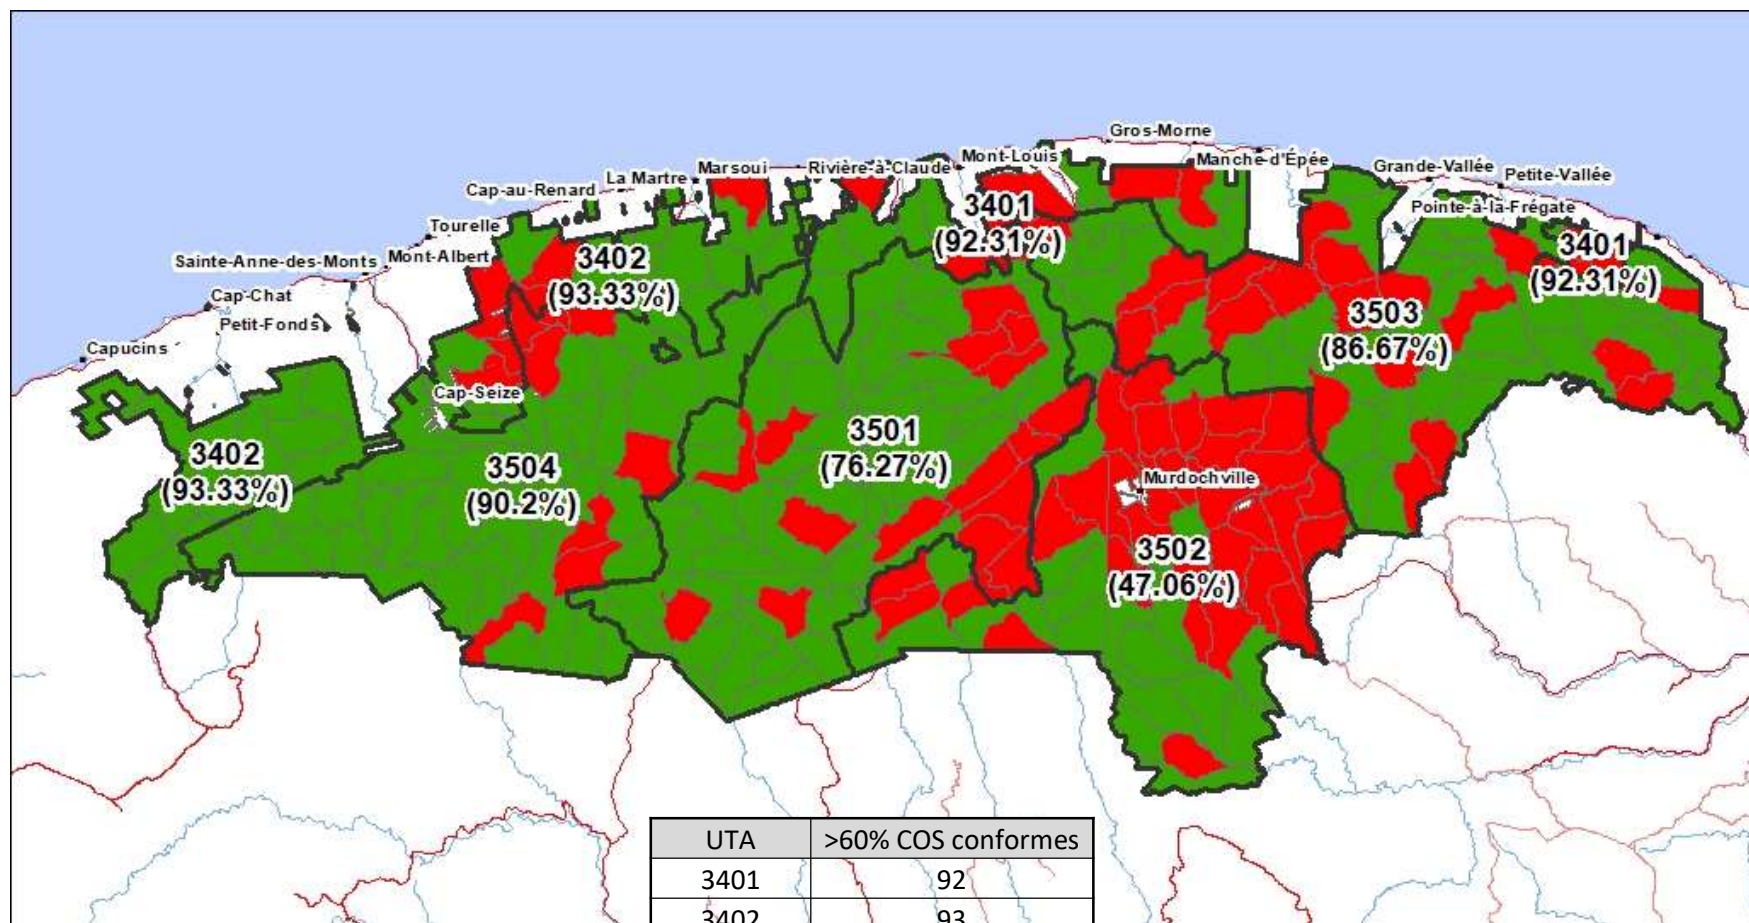 Gros-Morne
Mont-Louis
Manche-d'Épée
Marsoui
Rivière-à-Claude
Grande-Vallée
Petite-Vallée
La Martre
Cap-au-Renard
Pointe-à-la-Frégate
Tourelle
3401
(92.31%)
3401
(92.31%)
Sainte-Anne-des-Monts
Mont-Albert
3402
(93.33%)
Cap-Chat
Petit-Fonds
3503
(86.67%)
Capucins
Cap-Seize
3402
(93.33%)
3504
(90.2%)
3501
(76.27%)
Murdochville
3502
(47.06%)
UTA >60% COS conformes
3401 92
3402 93